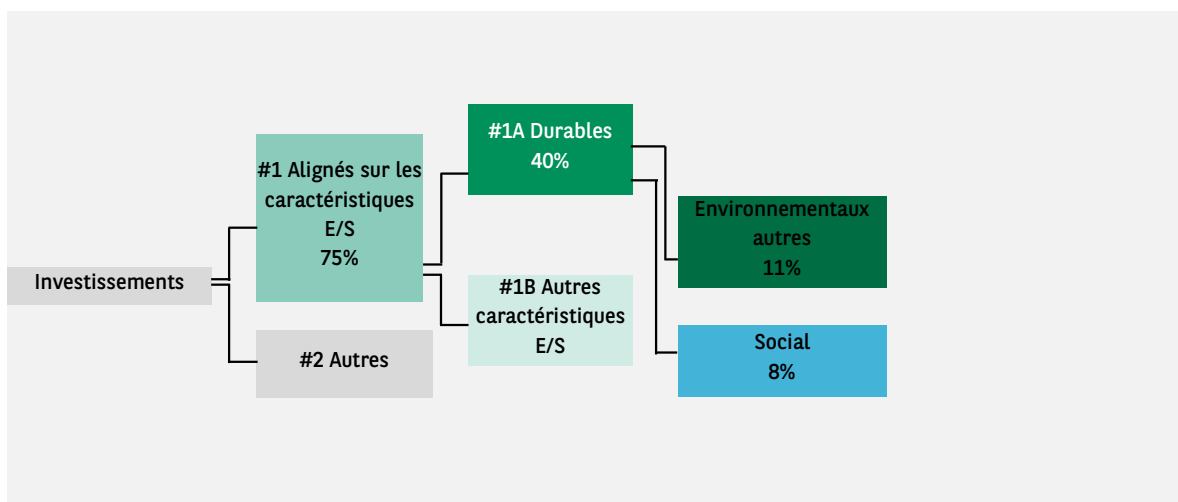 Investissements
#1 Alignés sur les
caractéristiques
E/S
75%
#2 Autres
#1A Durables
40%
#1B Autres
caractéristiques
E/S
Environnementaux
autres
11%
Social
8%